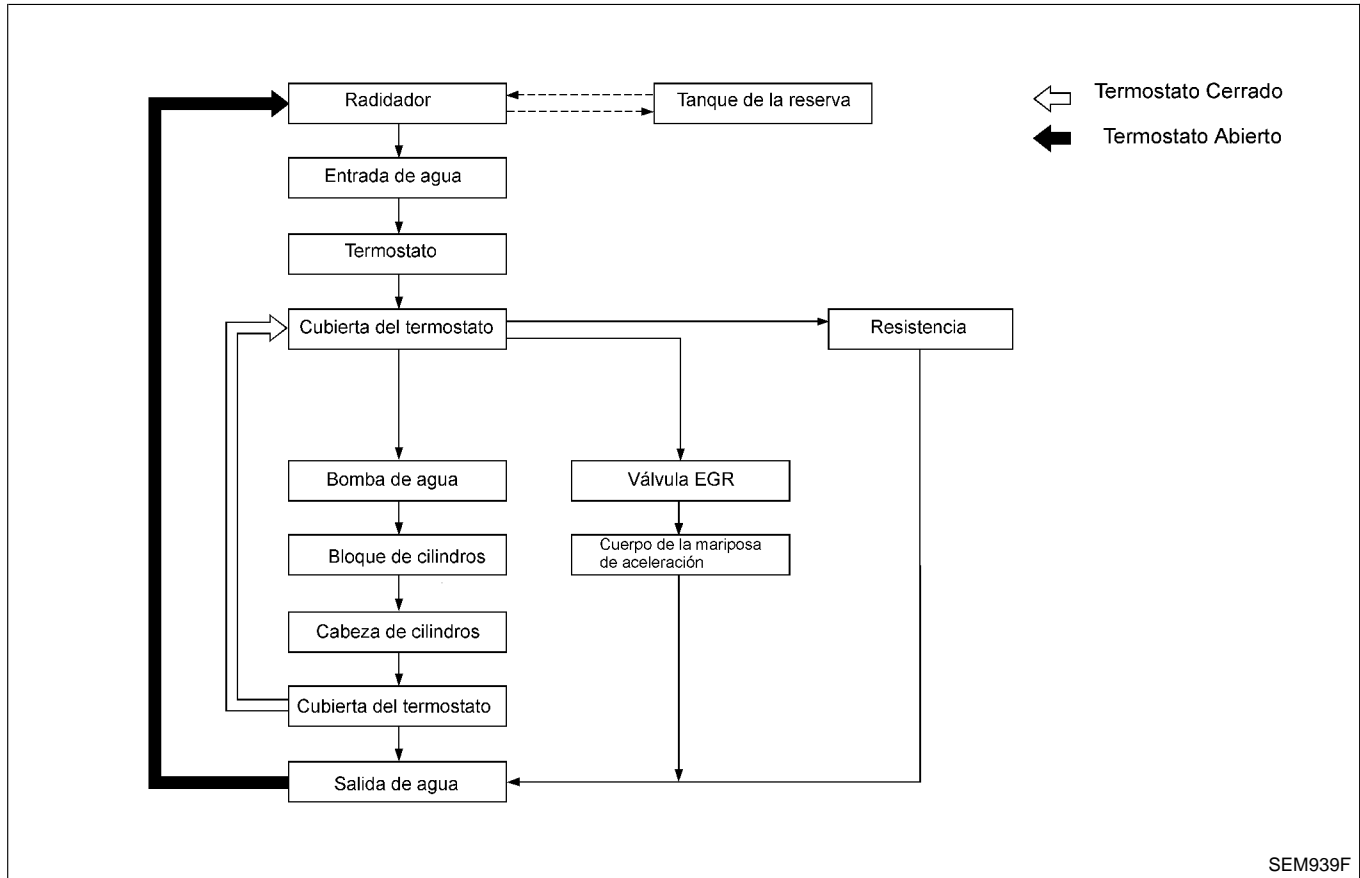 Radidador
Tanque de la reserva
Termostato Cerrado
Termostato Abierto
Entrada de agua
Termostato
Cubierta del termostato
Resistencia
Bomba de agua
Válvula EGR
Bloque de cilindros
Cuerpo de la mariposa
de aceleración
Cabeza de cilindros
Cubierta del termostato
Salida de agua
SEM939F